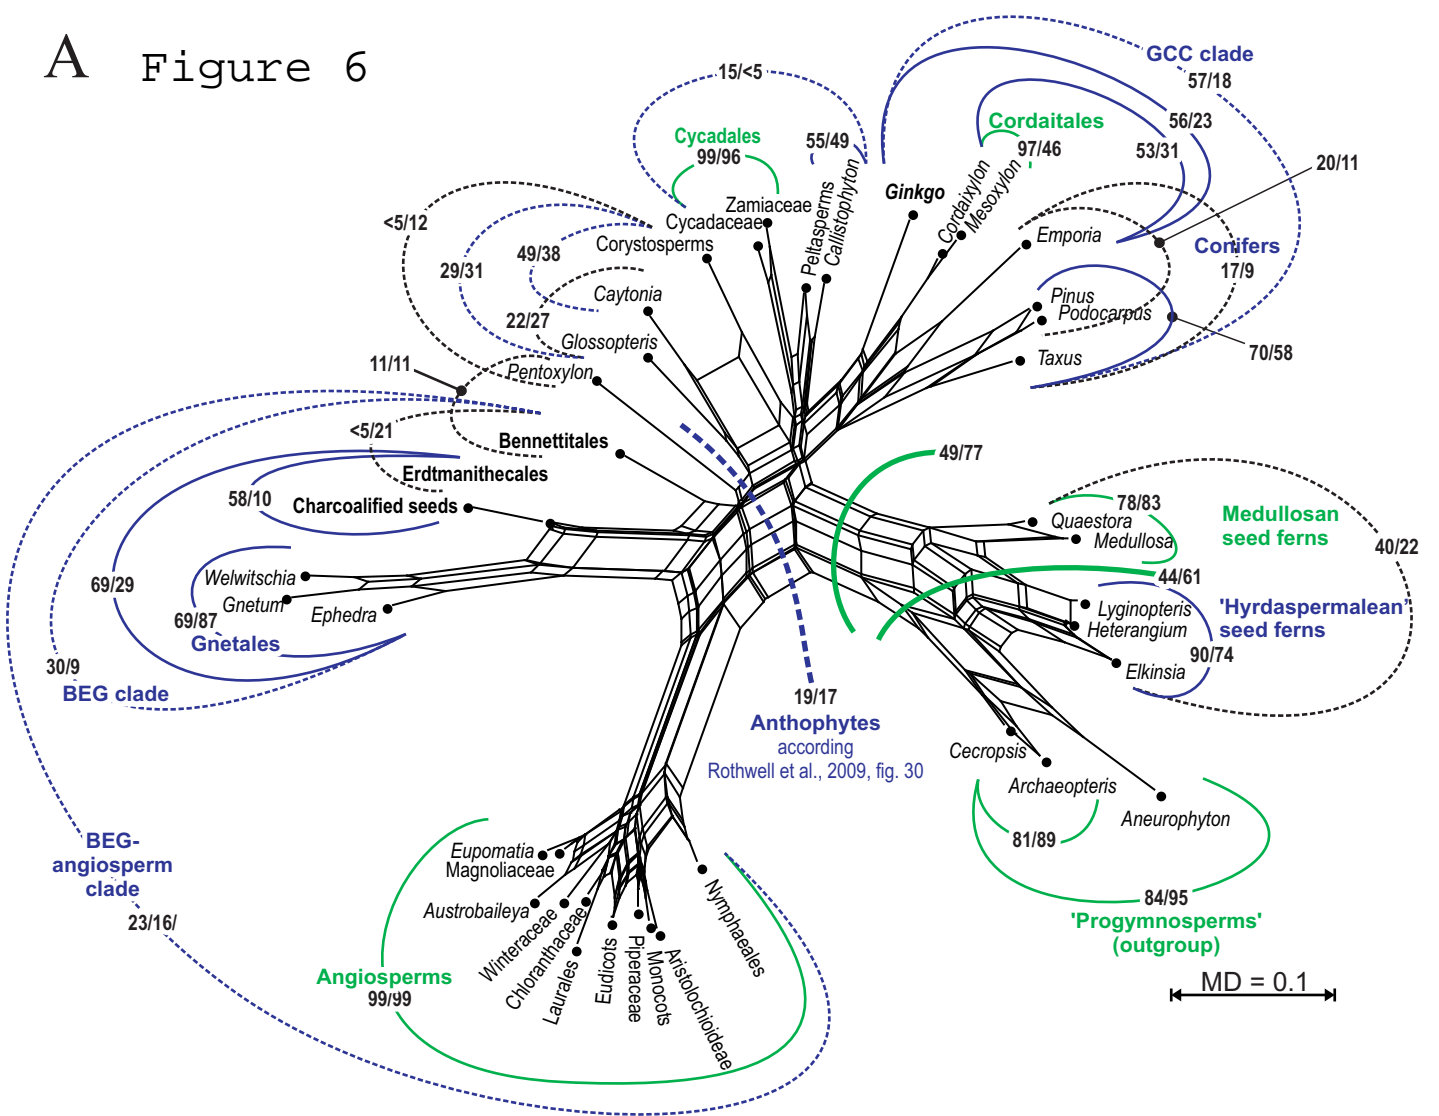 A Figure 6
GCC clade
57/18
15/<5
56/23
Cordaitales
97/46
53/31
Cycadales
99/96
55/49
20/11
Zamiaceae
Cycadaceae
Peltasperms
Callistophyton
Ginkgo
Cordaixylon
Mesoxylon
<5/12
Corystosperms
Emporia
Conifers
17/9
49/38
29/31
Caytonia
Pinus
Podocarpus
22/27
Glossopteris
Taxus
70/58
11/11
Pentoxylon
<5/21
Bennettitales
49/77
Erdtmanithecales
58/10
Charcoalified seeds
78/83
Quaestora
Medullosa
Medullosan
seed ferns
40/22
44/61
69/29
Welwitschia
Gnetum
Ephedra
69/87
Gnetales
Lyginopteris
Heterangium
'Hyrdaspermalean'
seed ferns
90/74
Elkinsia
30/9
BEG clade
19/17
Anthophytes
according
Rothwell et al., 2009, fig. 30
Cecropsis
Archaeopteris
Aneurophyton
81/89
84/95
'Progymnosperms'
(outgroup)
BEG-
angiosperm
clade
23/16/
Eupomatia
Magnoliaceae
Austrobaileya
Winteraceae
Chloranthaceae
Laurales
Eudicots
Piperaceae
Monocots
Aristolochioideae
Nymphaeales
Angiosperms
99/99
MD = 0.1